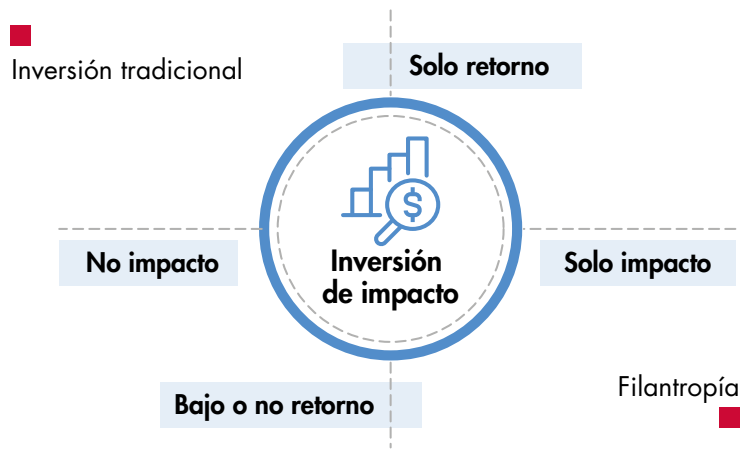 Inversión tradicional
Solo retorno
$
No impacto
Inversión
de impacto
Solo impacto
Bajo o no retorno
Filantropía